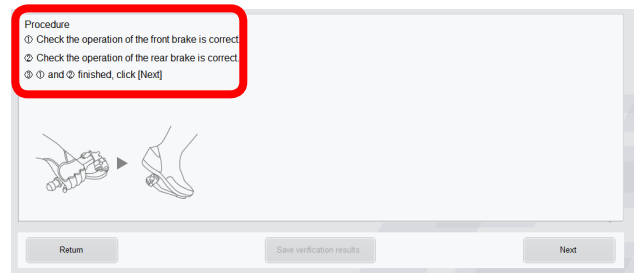 Procedure
① Check the operation of the front brake is correct.
② Check the operation of the rear brake is correct.
③ ① and ② finished, click [Next]
Return
Save verification results
Next